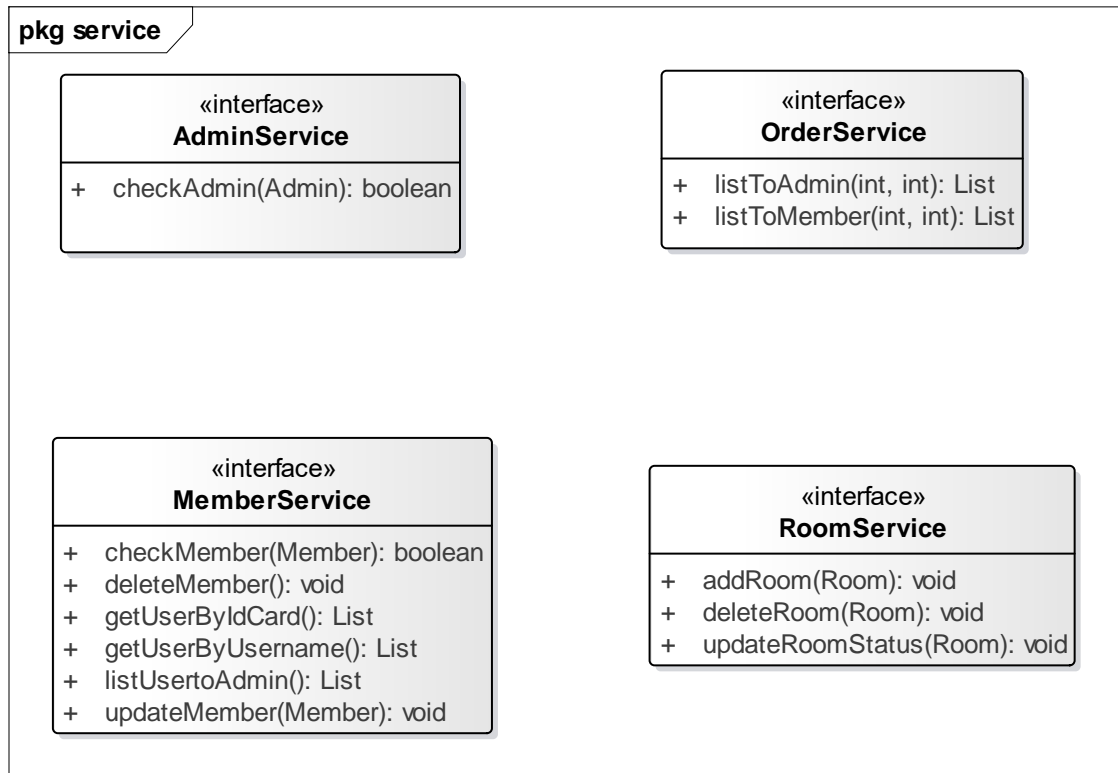 pkg service
«interface»
AdminService
+ checkAdmin(Admin): boolean
«interface»
OrderService
+ listToAdmin(int, int): List
+ listToMember(int, int): List
«interface»
MemberService
+ checkMember(Member): boolean
+ deleteMember(): void
+ getUserByIdCard(): List
+ getUserByUsername(): List
+ listUsertoAdmin(): List
+ updateMember(Member): void
«interface»
RoomService
+ addRoom(Room): void
+ deleteRoom(Room): void
+ updateRoomStatus(Room): void